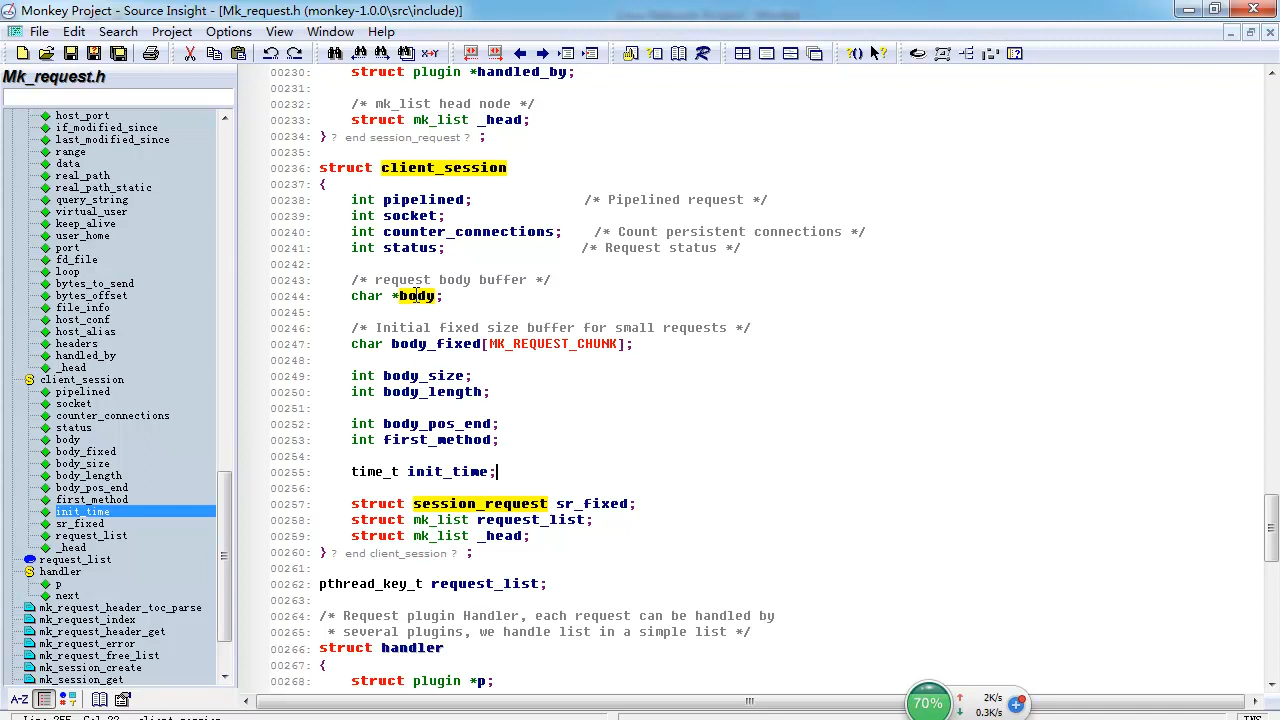 Monkey Project - Source Insight - [Mk_request.h (monkey-1.0.0\src\include)]
File Edit Search Project Options View Window Help
Mk_request.h
host_port
if_modified_since
last_modified_since
range
data
real_path
real_path_static
query_string
virtual_user
keep_alive
user_home
port
fd_file
loop
bytes_to_send
bytes_offset
file_info
host_conf
host_alias
headers
handled_by
_head
client_session
pipelined
socket
counter_connections
status
body
body_fixed
body_size
body_length
body_pos_end
first_method
init_time
sr_fixed
request_list
_head
request_list
handler
p
next
mk_request_header_toc_parse
mk_request_index
mk_request_header_get
mk_request_error
mk_request_free_list
mk_session_create
mk_session_get
A-Z
00230: struct plugin *handled_by;
00231:
00232: /* mk_list head node */
00233: struct mk_list _head;
00234: } ? end session_request ? ;
00235:
00236: struct client_session
00237: {
00238: int pipelined; /* Pipelined request */
00239: int socket;
00240: int counter_connections; /* Count persistent connections */
00241: int status; /* Request status */
00242:
00243: /* request body buffer */
00244: char *body;
00245:
00246: /* Initial fixed size buffer for small requests */
00247: char body_fixed[MK_REQUEST_CHUNK];
00248:
00249: int body_size;
00250: int body_length;
00251:
00252: int body_pos_end;
00253: int first_method;
00254:
00255: time_t init_time;
00256:
00257: struct session_request sr_fixed;
00258: struct mk_list request_list;
00259: struct mk_list _head;
00260: } ? end client_session ? ;
00261:
00262: pthread_key_t request_list;
00263:
00264: /* Request plugin Handler, each request can be handled by
00265: * several plugins, we handle list in a simple list */
00266: struct handler
00267: {
00268: struct plugin *p;
70%
2K/s
0.3K/s